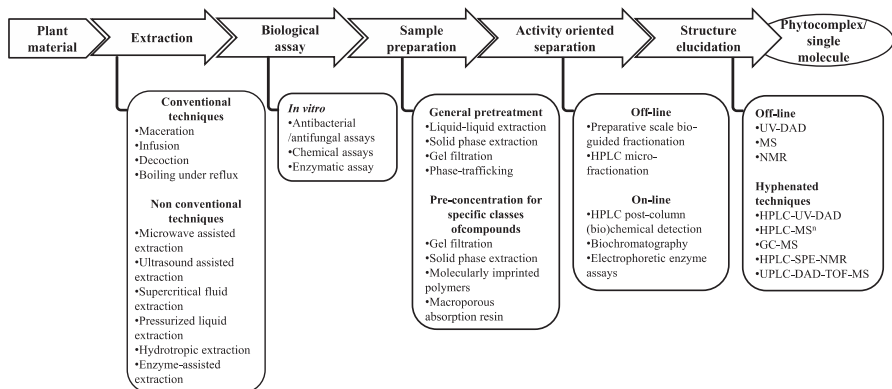 Plant
material
Extraction
Biological
assay
Sample
preparation
Activity oriented
separation
Structure
elucidation
Phytocomplex/
single
molecule
Conventional
techniques
•Maceration
•Infusion
•Decoction
•Boiling under reflux
Non conventional
techniques
•Microwave assisted
extraction
•Ultrasound assisted
extraction
•Supercritical fluid
extraction
•Pressurized liquid
extraction
•Hydrotropic extraction
•Enzyme-assisted
extraction
In vitro
•Antibacterial
/antifungal assays
•Chemical assays
•Enzymatic assay
General pretreatment
•Liquid-liquid extraction
•Solid phase extraction
•Gel filtration
•Phase-trafficking
Pre-concentration for
specific classes
ofcompounds
•Gel filtration
•Solid phase extraction
•Molecularly imprinted
polymers
•Macroporous
absorption resin
Off-line
•Preparative scale bio-
guided fractionation
•HPLC micro-
fractionation
On-line
•HPLC post-column
(bio)chemical detection
•Biochromatography
•Electrophoretic enzyme
assays
Off-line
•UV-DAD
•MS
•NMR
Hyphenated
techniques
•HPLC-UV-DAD
•HPLC-MSⁿ
•GC-MS
•HPLC-SPE-NMR
•UPLC-DAD-TOF-MS